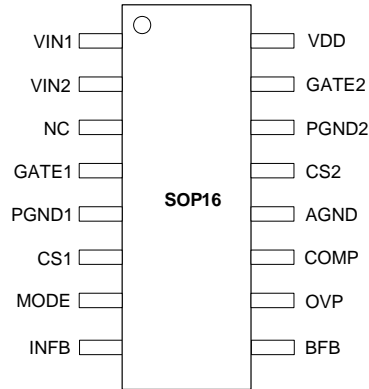 VIN1 VDD
VIN2 GATE2
NC PGND2
GATE1 CS2
SOP16
PGND1 AGND
CS1 COMP
MODE OVP
INFB BFB